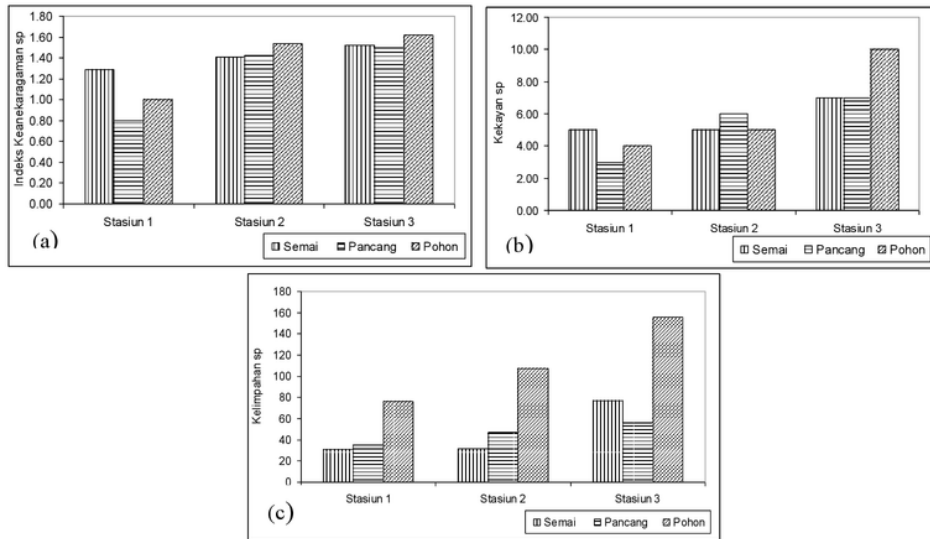 Indeks Keanekaragaman sp
1.80
1.60
1.40
1.20
1.00
0.80
0.60
0.40
0.20
0.00
Stasiun 1 Stasiun 2 Stasiun 3
(a)
Semai Pancang Pohon
Kekayan sp
12.00
10.00
8.00
6.00
4.00
2.00
0.00
Stasiun 1 Stasiun 2 Stasiun 3
(b)
Semai Pancang Pohon
Kelimpahan sp
180
160
140
120
100
80
60
40
20
0
Stasiun 1 Stasiun 2 Stasiun 3
(c)
Semai Pancang Pohon